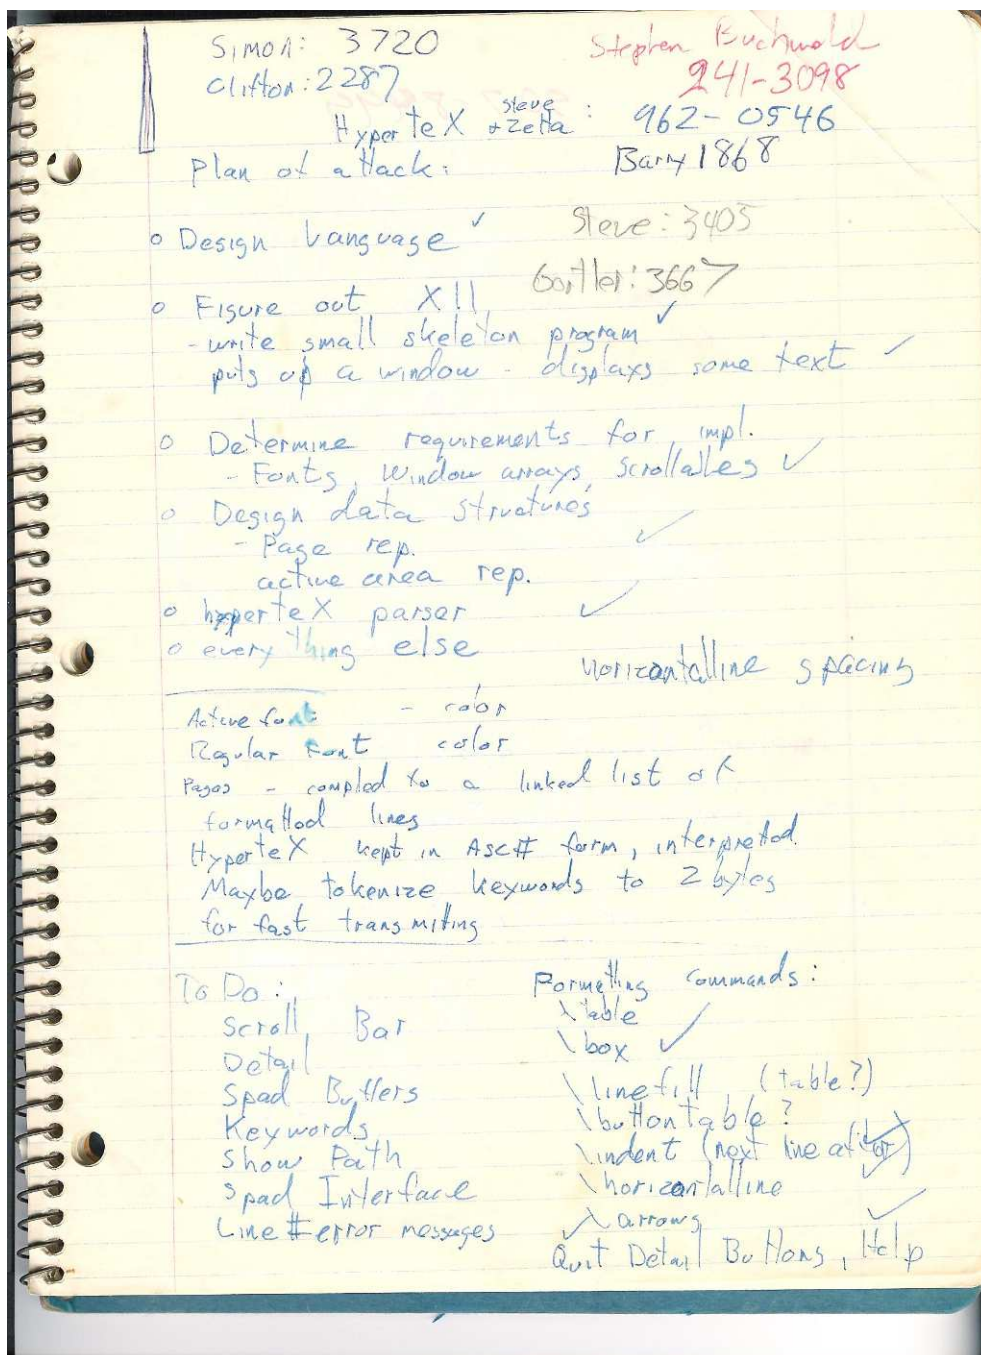 Simon: 3720
Stephen Buchwald
Clifton: 2287
241-3098
HyperteX steve + Zetta : 962-0546
Plan of attack:
Barry 1868
o Design Language ✓
Steve: 3405
Gortler: 3667
o Figure out X11
- write small skeleton program ✓
puts up a window - displays some text ✓
o Determine requirements for impl.
- Fonts, Window arrays, Scrollables ✓
o Design data structures
- Page rep. ✓
active area rep.
o hyperteX parser ✓
o every thing else
horizontalline spacing
Active font - color
Regular Font color
Pages - compled to a linked list of
formatted lines
HyperteX kept in ASCII form, interpretted.
Maybe tokenize keywords to 2 bytes
for fast transmiting
To Do:
Scroll Bar
Detail
Spad Buffers
Keywords
Show Path
Spad Interface
Line # error messages
Formatting Commands:
\table
\box ✓
\linefill (table?)
\buttontable?
\indent (next line
\horizontalline ✓
✓ \arrows ✓
Quit Detail Buttons, Help